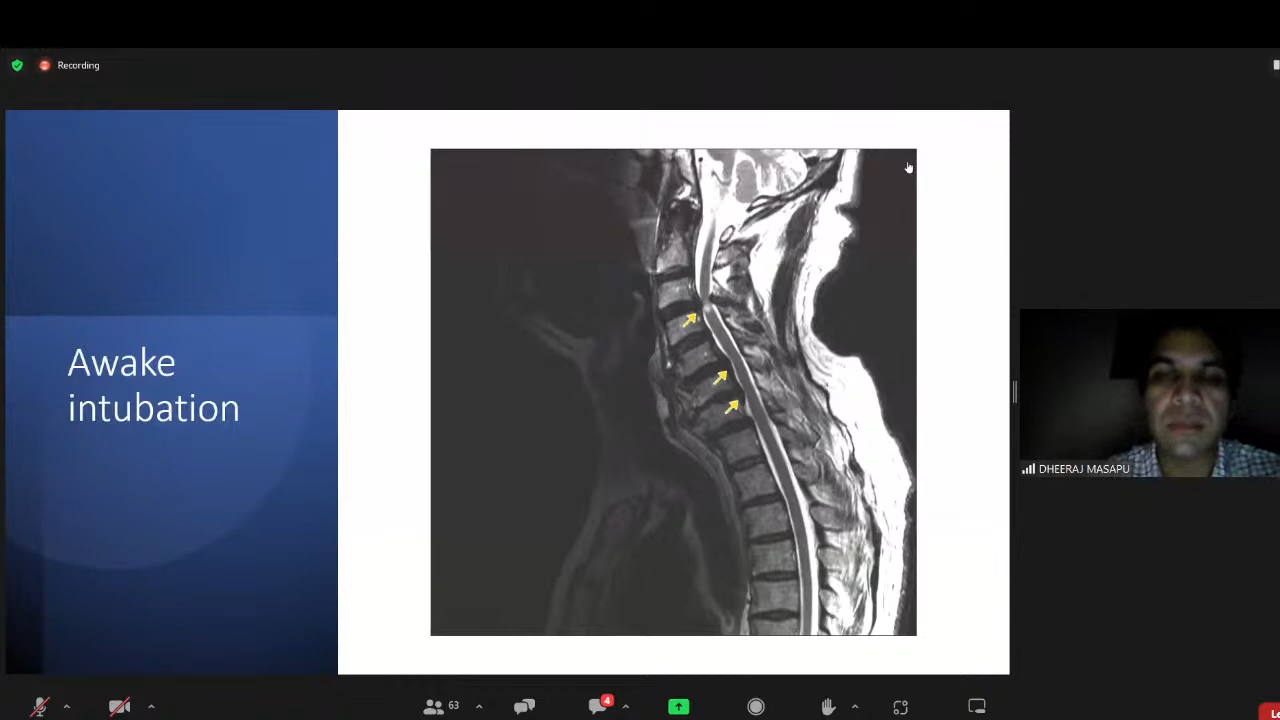 Recording
Awake
intubation
DHEERAJ MASAPU
63
4